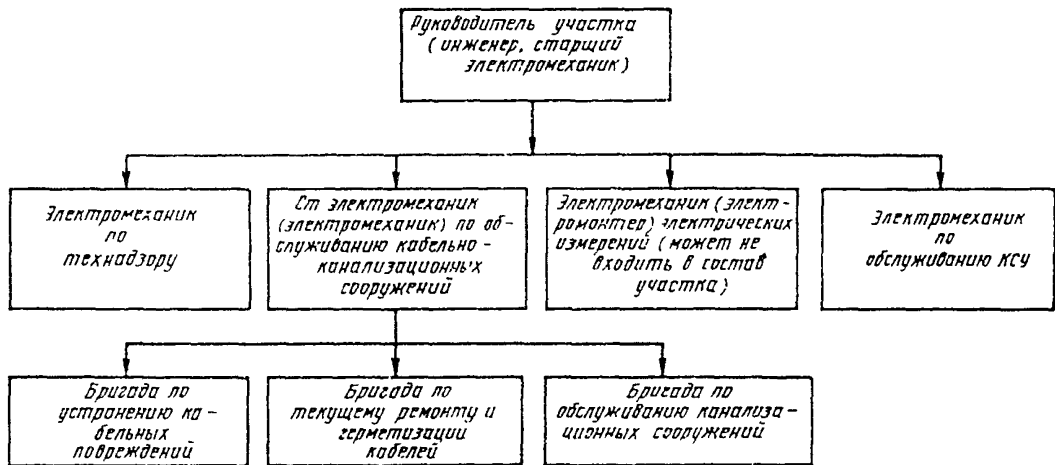 Руководитель участка
(инженер, старший
электромеханик)
Электромеханик
по
технадзору
Ст электромеханик
(электромеханик) по об-
служиванию кабельно-
канализационных
сооружений
Электромеханик (элект-
ромонтер) электрических
измерений (может не
входить в состав
участка)
Электромеханик
по
обслуживанию КСУ
Бригада по
устранению ка-
бельных
повреждений
Бригада по
текущему ремонту и
герметизации
кабелей
Бригада по
обслуживанию канализа-
ционных сооружений